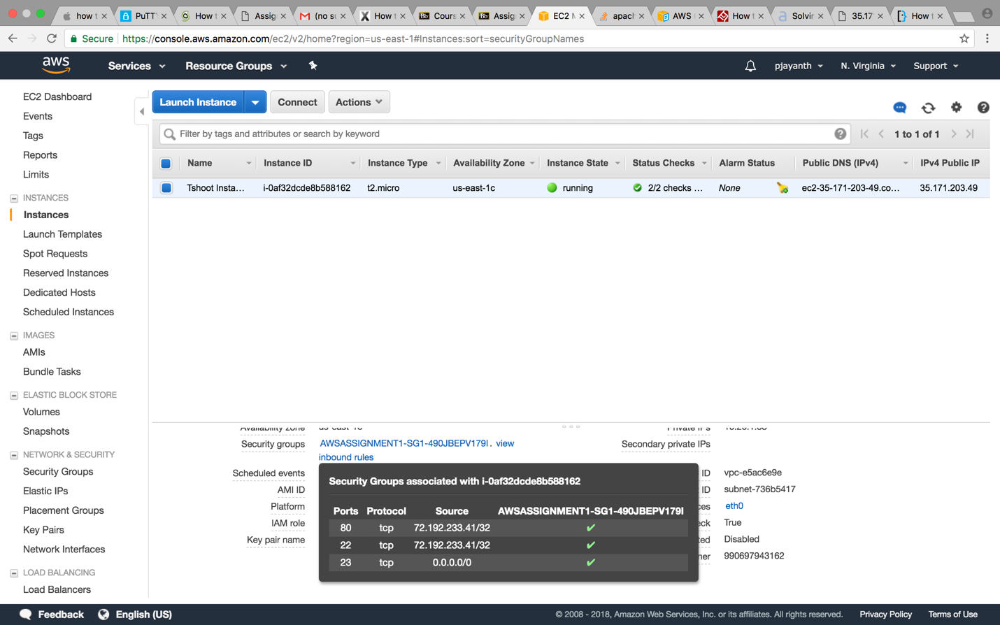 how t
PuTTY
How t
Assig
(no su
How t
Bb Cours
Bb Assig
EC2 M
apach
AWS
How t
Solvin
35.17
How t
Secure https://console.aws.amazon.com/ec2/v2/home?region=us-east-1#Instances:sort=securityGroupNames
aws Services Resource Groups pjayanth N. Virginia Support
EC2 Dashboard
Events
Tags
Reports
Limits
INSTANCES
Instances
Launch Templates
Spot Requests
Reserved Instances
Dedicated Hosts
Scheduled Instances
IMAGES
AMIs
Bundle Tasks
ELASTIC BLOCK STORE
Volumes
Snapshots
NETWORK & SECURITY
Security Groups
Elastic IPs
Placement Groups
Key Pairs
Network Interfaces
LOAD BALANCING
Load Balancers
Launch Instance Connect Actions
Filter by tags and attributes or search by keyword 1 to 1 of 1
Name Instance ID Instance Type Availability Zone Instance State Status Checks Alarm Status Public DNS (IPv4) IPv4 Public IP
Tshoot Insta... i-0af32dcde8b588162 t2.micro us-east-1c running 2/2 checks ... None ec2-35-171-203-49.co... 35.171.203.49
Availability zone us-east-1c Private IPs
Security groups AWSASSIGNMENT1-SG1-490JBEPV179I. view Secondary private IPs
inbound rules
Scheduled events ID vpc-e5ac6e9e
AMI ID ID subnet-736b5417
Platform ces eth0
IAM role eck True
Key pair name ted Disabled
ner 990697943162
Security Groups associated with i-0af32dcde8b588162
Ports Protocol Source AWSASSIGNMENT1-SG1-490JBEPV179I
80 tcp 72.192.233.41/32 ✔
22 tcp 72.192.233.41/32 ✔
23 tcp 0.0.0.0/0 ✔
Feedback English (US) © 2008 - 2018, Amazon Web Services, Inc. or its affiliates. All rights reserved. Privacy Policy Terms of Use